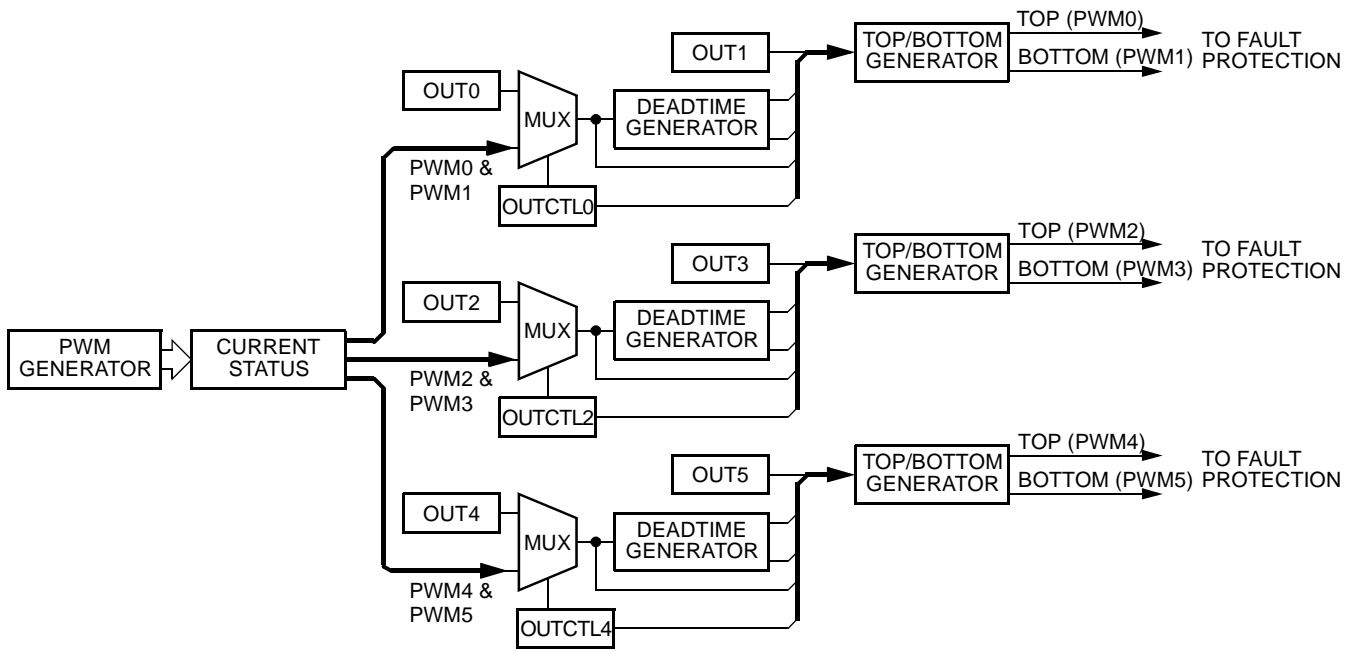 OUT1
TOP/BOTTOM
GENERATOR
TOP (PWM0)
BOTTOM (PWM1)
TO FAULT
PROTECTION
OUT0
MUX
DEADTIME
GENERATOR
PWM0 &
PWM1
OUTCTL0
OUT3
TOP/BOTTOM
GENERATOR
TOP (PWM2)
BOTTOM (PWM3)
TO FAULT
PROTECTION
OUT2
MUX
DEADTIME
GENERATOR
PWM
GENERATOR
CURRENT
STATUS
PWM2 &
PWM3
OUTCTL2
OUT5
TOP/BOTTOM
GENERATOR
TOP (PWM4)
BOTTOM (PWM5)
TO FAULT
PROTECTION
OUT4
MUX
DEADTIME
GENERATOR
PWM4 &
PWM5
OUTCTL4